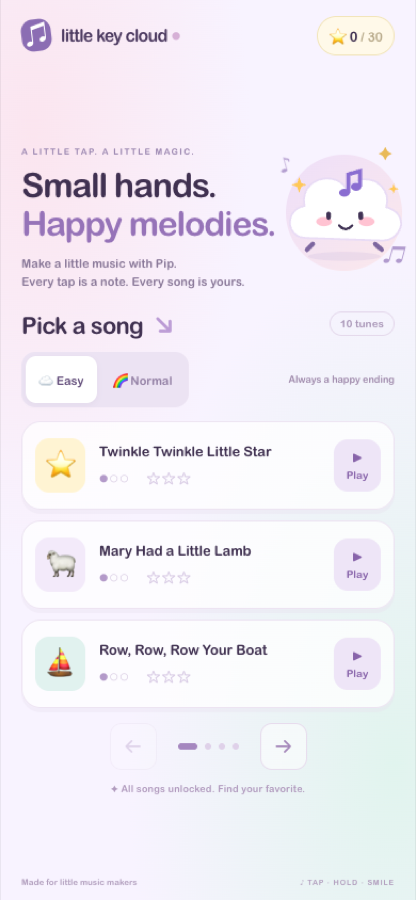 little key cloud
0 / 30
A LITTLE TAP. A LITTLE MAGIC.
Small hands.
Happy melodies.
Make a little music with Pip.
Every tap is a note. Every song is yours.
Pick a song
10 tunes
Easy
Normal
Always a happy ending
Twinkle Twinkle Little Star
Play
Mary Had a Little Lamb
Play
Row, Row, Row Your Boat
Play
All songs unlocked. Find your favorite.
Made for little music makers
TAP · HOLD · SMILE